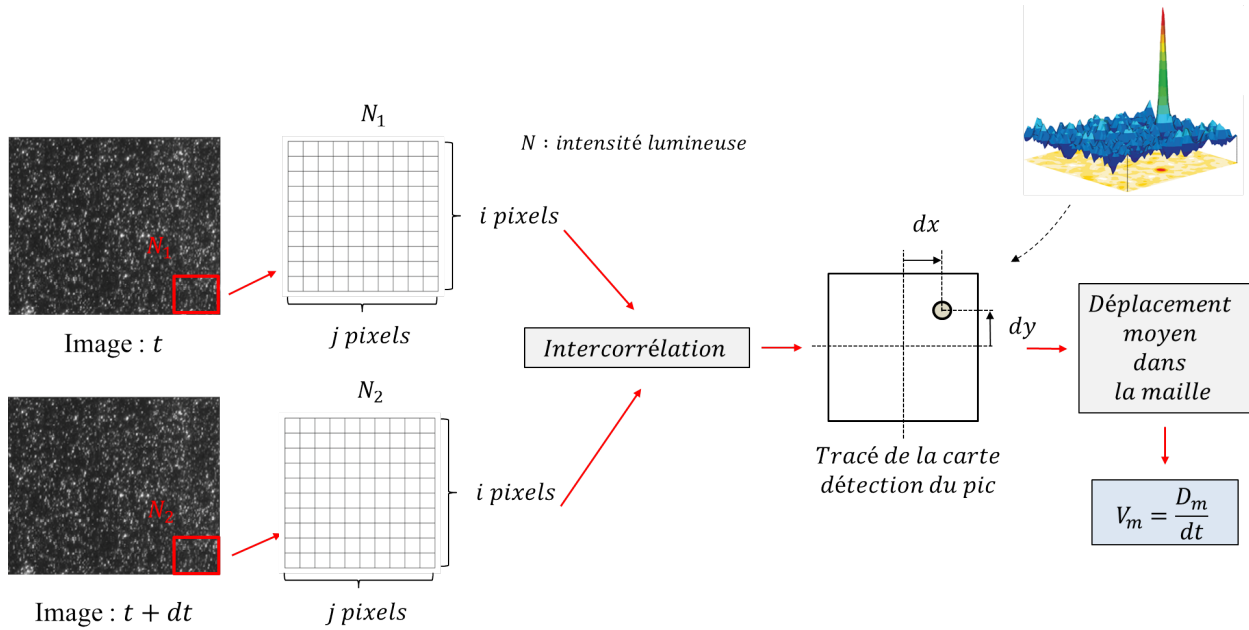 N₁
N : intensité lumineuse
N₁
i pixels
j pixels
Image : t
dx
dy
Intercorrélation
Déplacement
moyen
dans
la maille
N₂
N₂
i pixels
j pixels
Image : t + dt
Tracé de la carte
détection du pic
Vₘ = Dₘ/dt